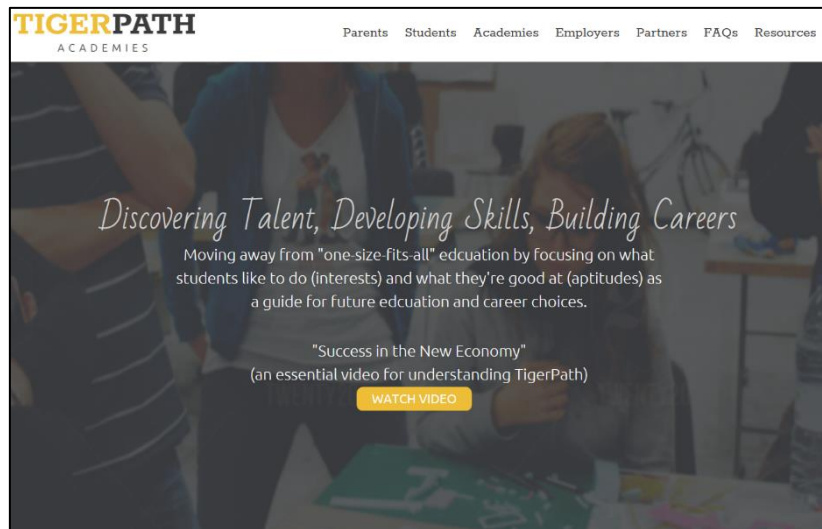 TIGERPATH
ACADEMIES
Parents Students Academies Employers Partners FAQs Resources
Discovering Talent, Developing Skills, Building Careers
Moving away from "one-size-fits-all" edcuation by focusing on what
students like to do (interests) and what they're good at (aptitudes) as
a guide for future edcuation and career choices.
"Success in the New Economy"
(an essential video for understanding TigerPath)
WATCH VIDEO